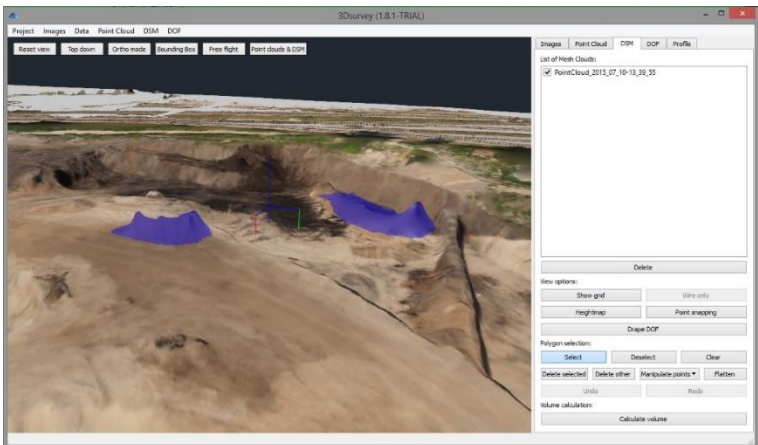 3Dsurvey (1.8.1-TRIAL)
Project Images Data Point Cloud DSM DOF
Reset view Top down Ortho mode Bounding Box Free flight Point clouds & DSM
Images Point Cloud DSM DOF Profile
List of Mesh Clouds:
PointCloud_2015_07_10-13_39_55
Delete
View options:
Show grid Wire only
Heightmap Point snapping
Drape DOF
Polygon selection:
Select Deselect Clear
Delete selected Delete other Manipulate points Flatten
Undo Redo
Volume calculation:
Calculate volume